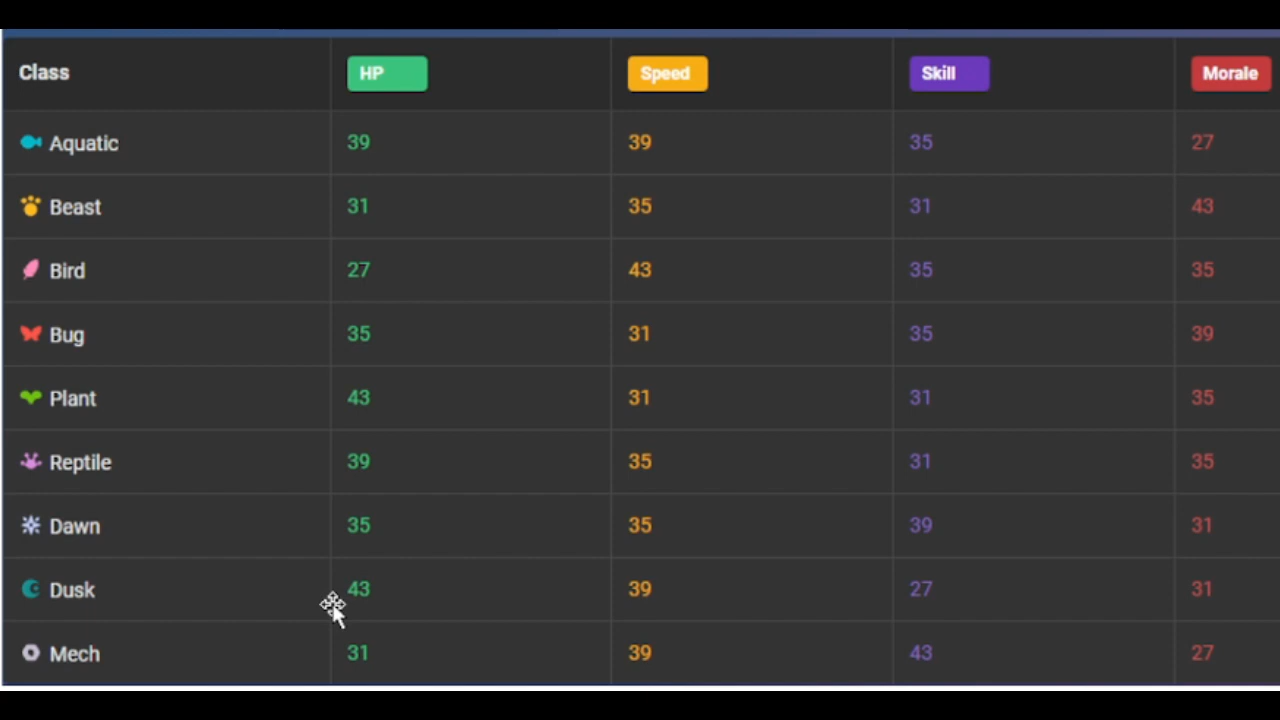 Class HP Speed Skill Morale
Aquatic 39 39 35 27
Beast 31 35 31 43
Bird 27 43 35 35
Bug 35 31 35 39
Plant 43 31 31 35
Reptile 39 35 31 35
Dawn 35 35 39 31
Dusk 43 39 27 31
Mech 31 39 43 27